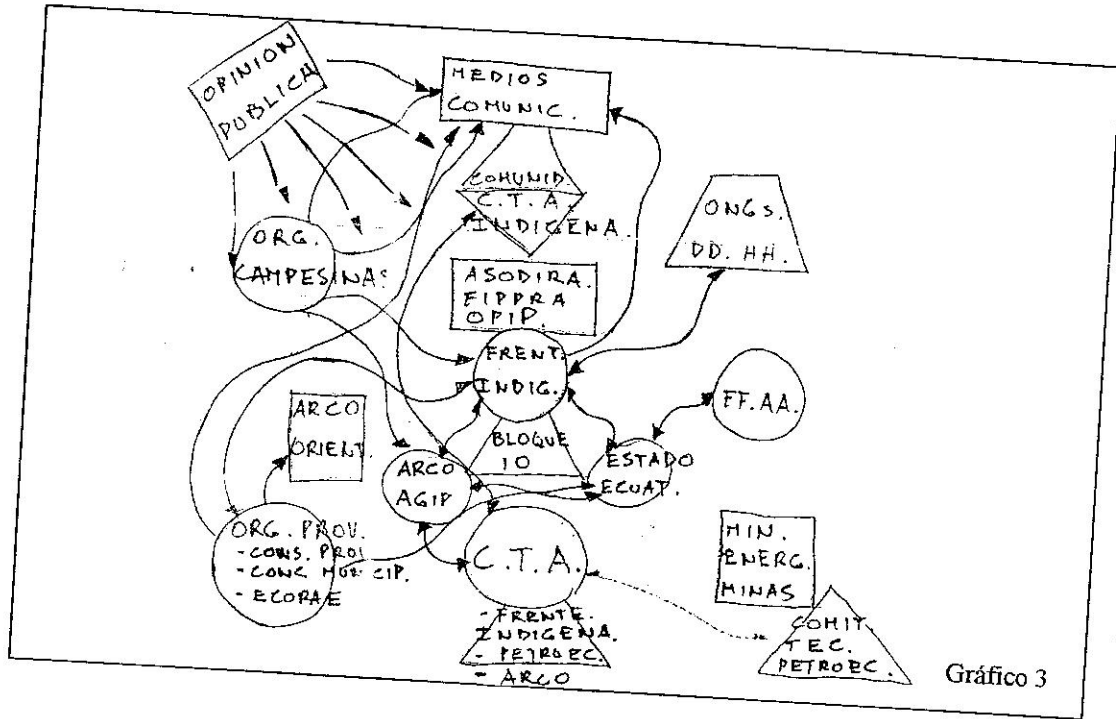 OPINION
PUBLICA
MEDIOS
COMUNIC.
COMUNID
C.T.A.
INDIGENA.
ONGs.
DD. HH.
ORG.
CAMPESINAS
ASODIRA.
FIPPRA
OPIP.
FRENT.
INDIG.
FF.AA.
ARCO
ORIENT.
BLOQUE
10
ARCO
AGIP
ESTADO
ECUAT.
ORG. PROV.
- CONS. PROV
- CONC MUNICIP.
- ECORAE
C.T.A.
- FRENTE.
INDIGENA.
- PETROEC.
- ARCO
MIN.
ENERG.
MINAS
COMIT.
TEC.
PETROEC.
Gráfico 3